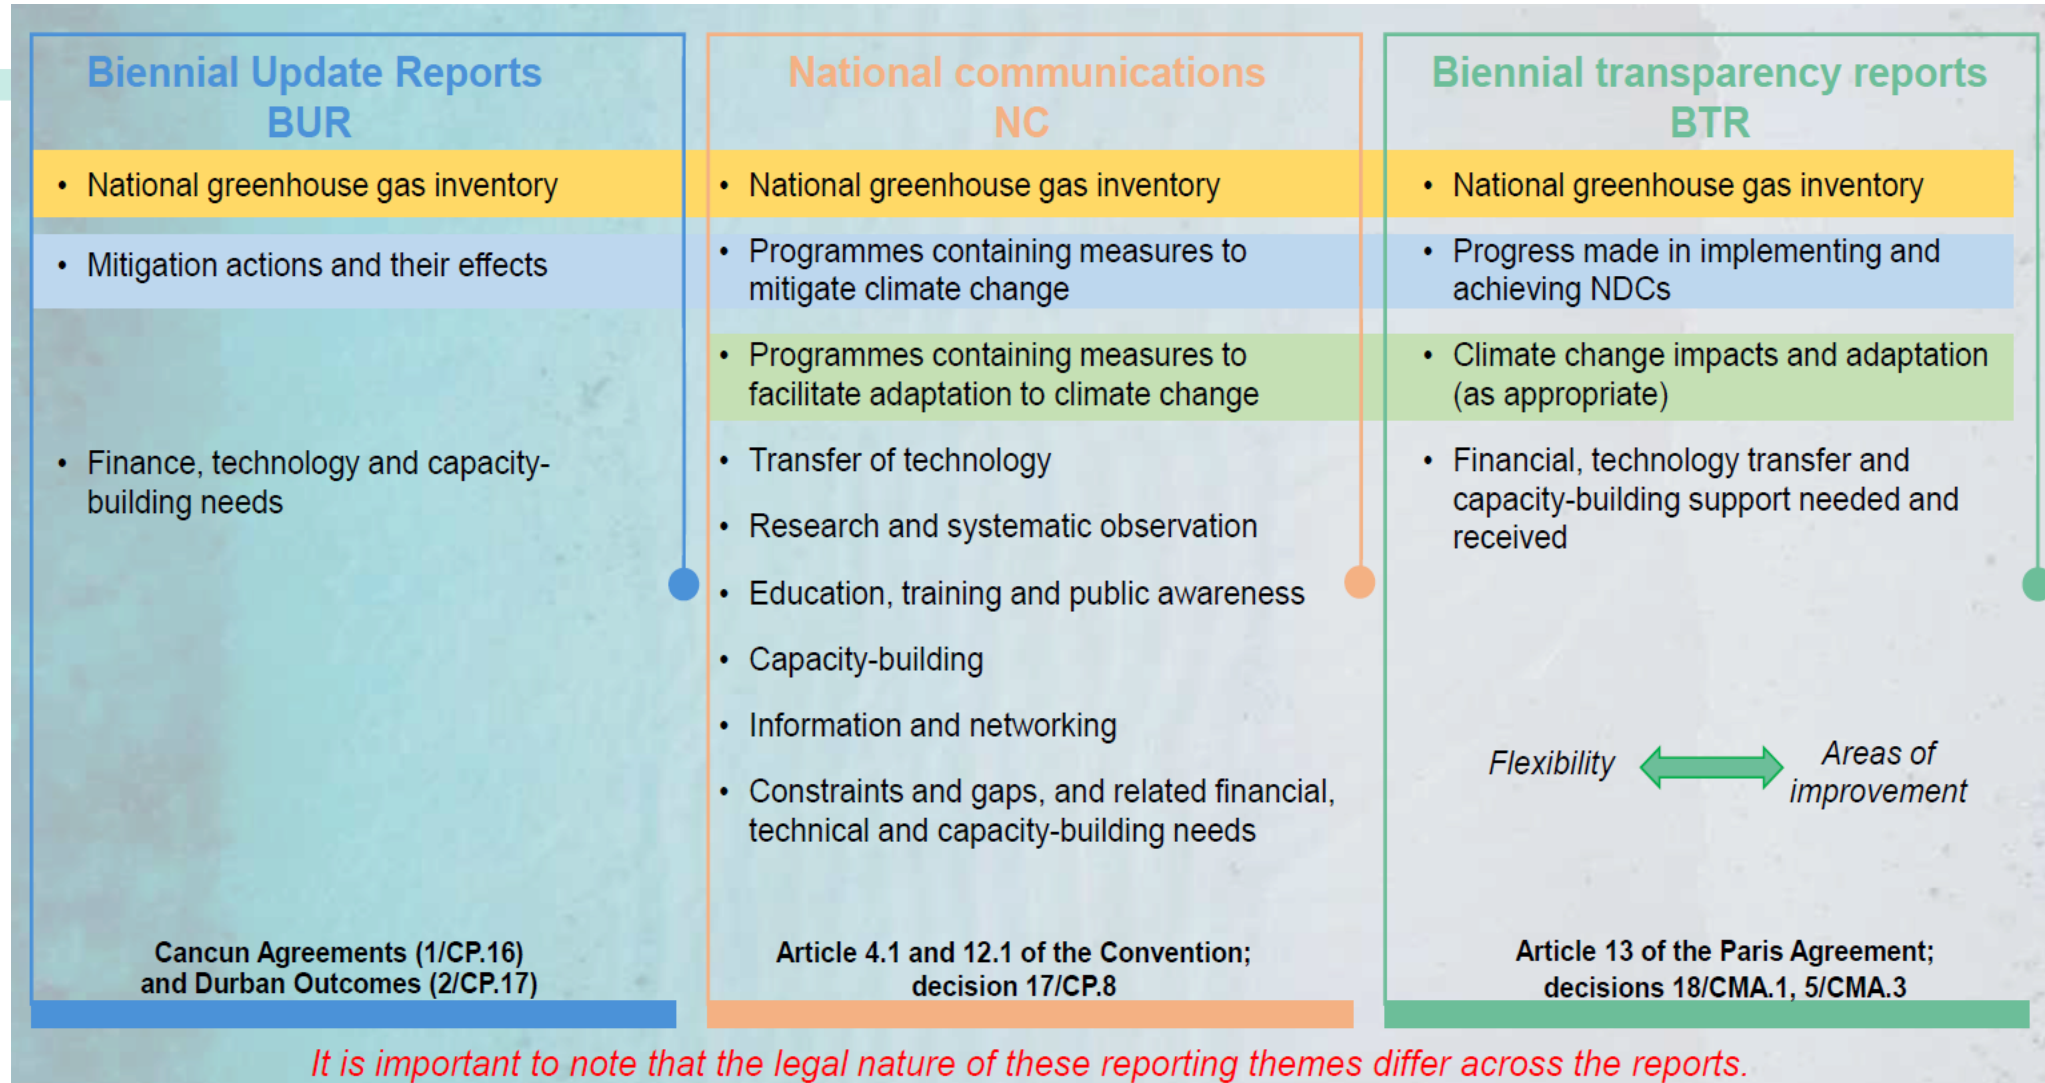 Biennial Update Reports
BUR
• National greenhouse gas inventory
• Mitigation actions and their effects
• Finance, technology and capacity-
building needs
Cancun Agreements (1/CP.16)
and Durban Outcomes (2/CP.17)
National communications
NC
• National greenhouse gas inventory
• Programmes containing measures to
mitigate climate change
• Programmes containing measures to
facilitate adaptation to climate change
• Transfer of technology
• Research and systematic observation
• Education, training and public awareness
• Capacity-building
• Information and networking
• Constraints and gaps, and related financial,
technical and capacity-building needs
Article 4.1 and 12.1 of the Convention;
decision 17/CP.8
Biennial transparency reports
BTR
• National greenhouse gas inventory
• Progress made in implementing and
achieving NDCs
• Climate change impacts and adaptation
(as appropriate)
• Financial, technology transfer and
capacity-building support needed and
received
Flexibility
Areas of
improvement
Article 13 of the Paris Agreement;
decisions 18/CMA.1, 5/CMA.3
It is important to note that the legal nature of these reporting themes differ across the reports.